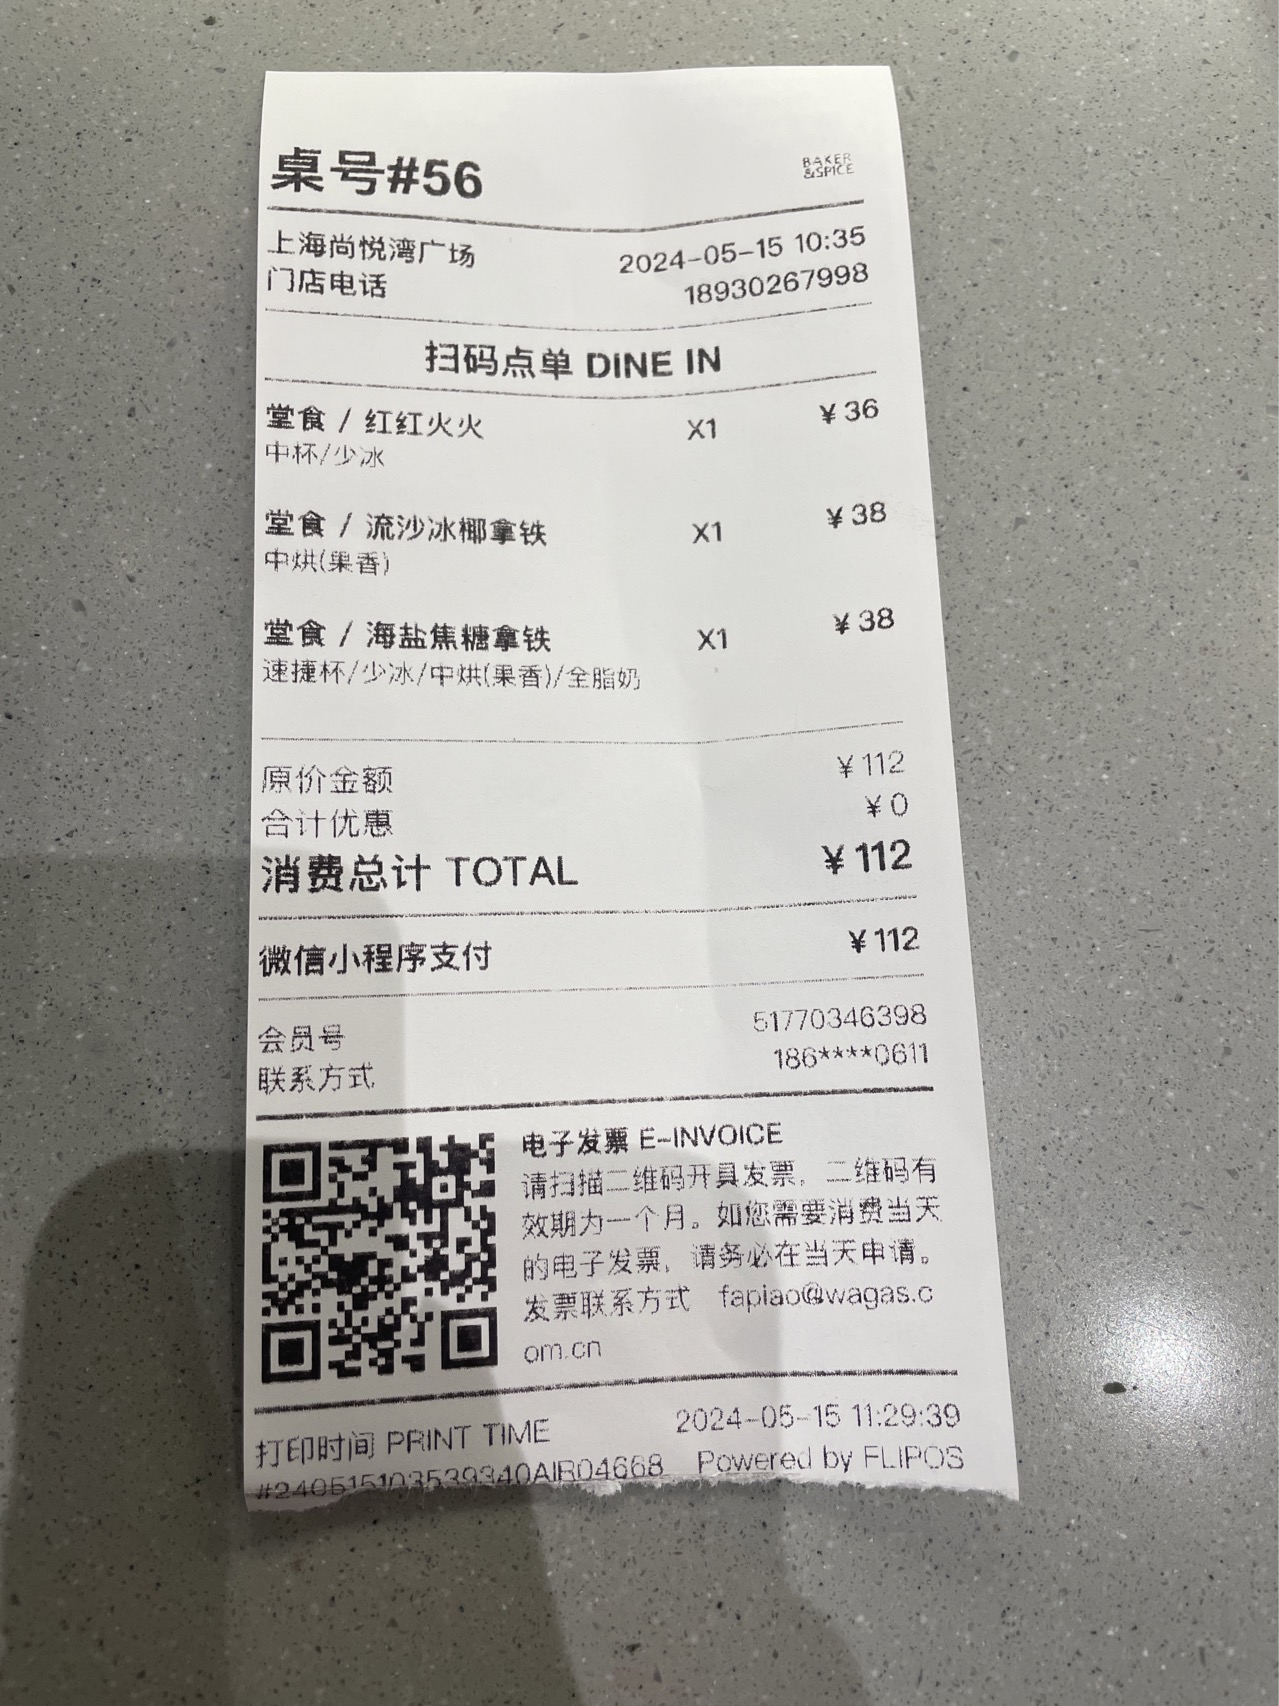 桌号#56
BAKER
&SPICE
上海尚悦湾广场 2024-05-15 10:35
门店电话 18930267998
扫码点单 DINE IN
堂食 / 红红火火 X1 ¥36
中杯/少冰
堂食 / 流沙冰椰拿铁 X1 ¥38
中烘(果香)
堂食 / 海盐焦糖拿铁 X1 ¥38
速捷杯/少冰/中烘(果香)/全脂奶
原价金额 ¥112
合计优惠 ¥0
消费总计 TOTAL ¥112
微信小程序支付 ¥112
会员号 51770346398
联系方式 186****0611
电子发票 E-INVOICE
请扫描二维码开具发票，二维码有
效期为一个月。如您需要消费当天
的电子发票，请务必在当天申请。
发票联系方式 fapiao@wagas.c
om.cn
打印时间 PRINT TIME 2024-05-15 11:29:39
#240515103539340AIR04668 Powered by FLIPOS